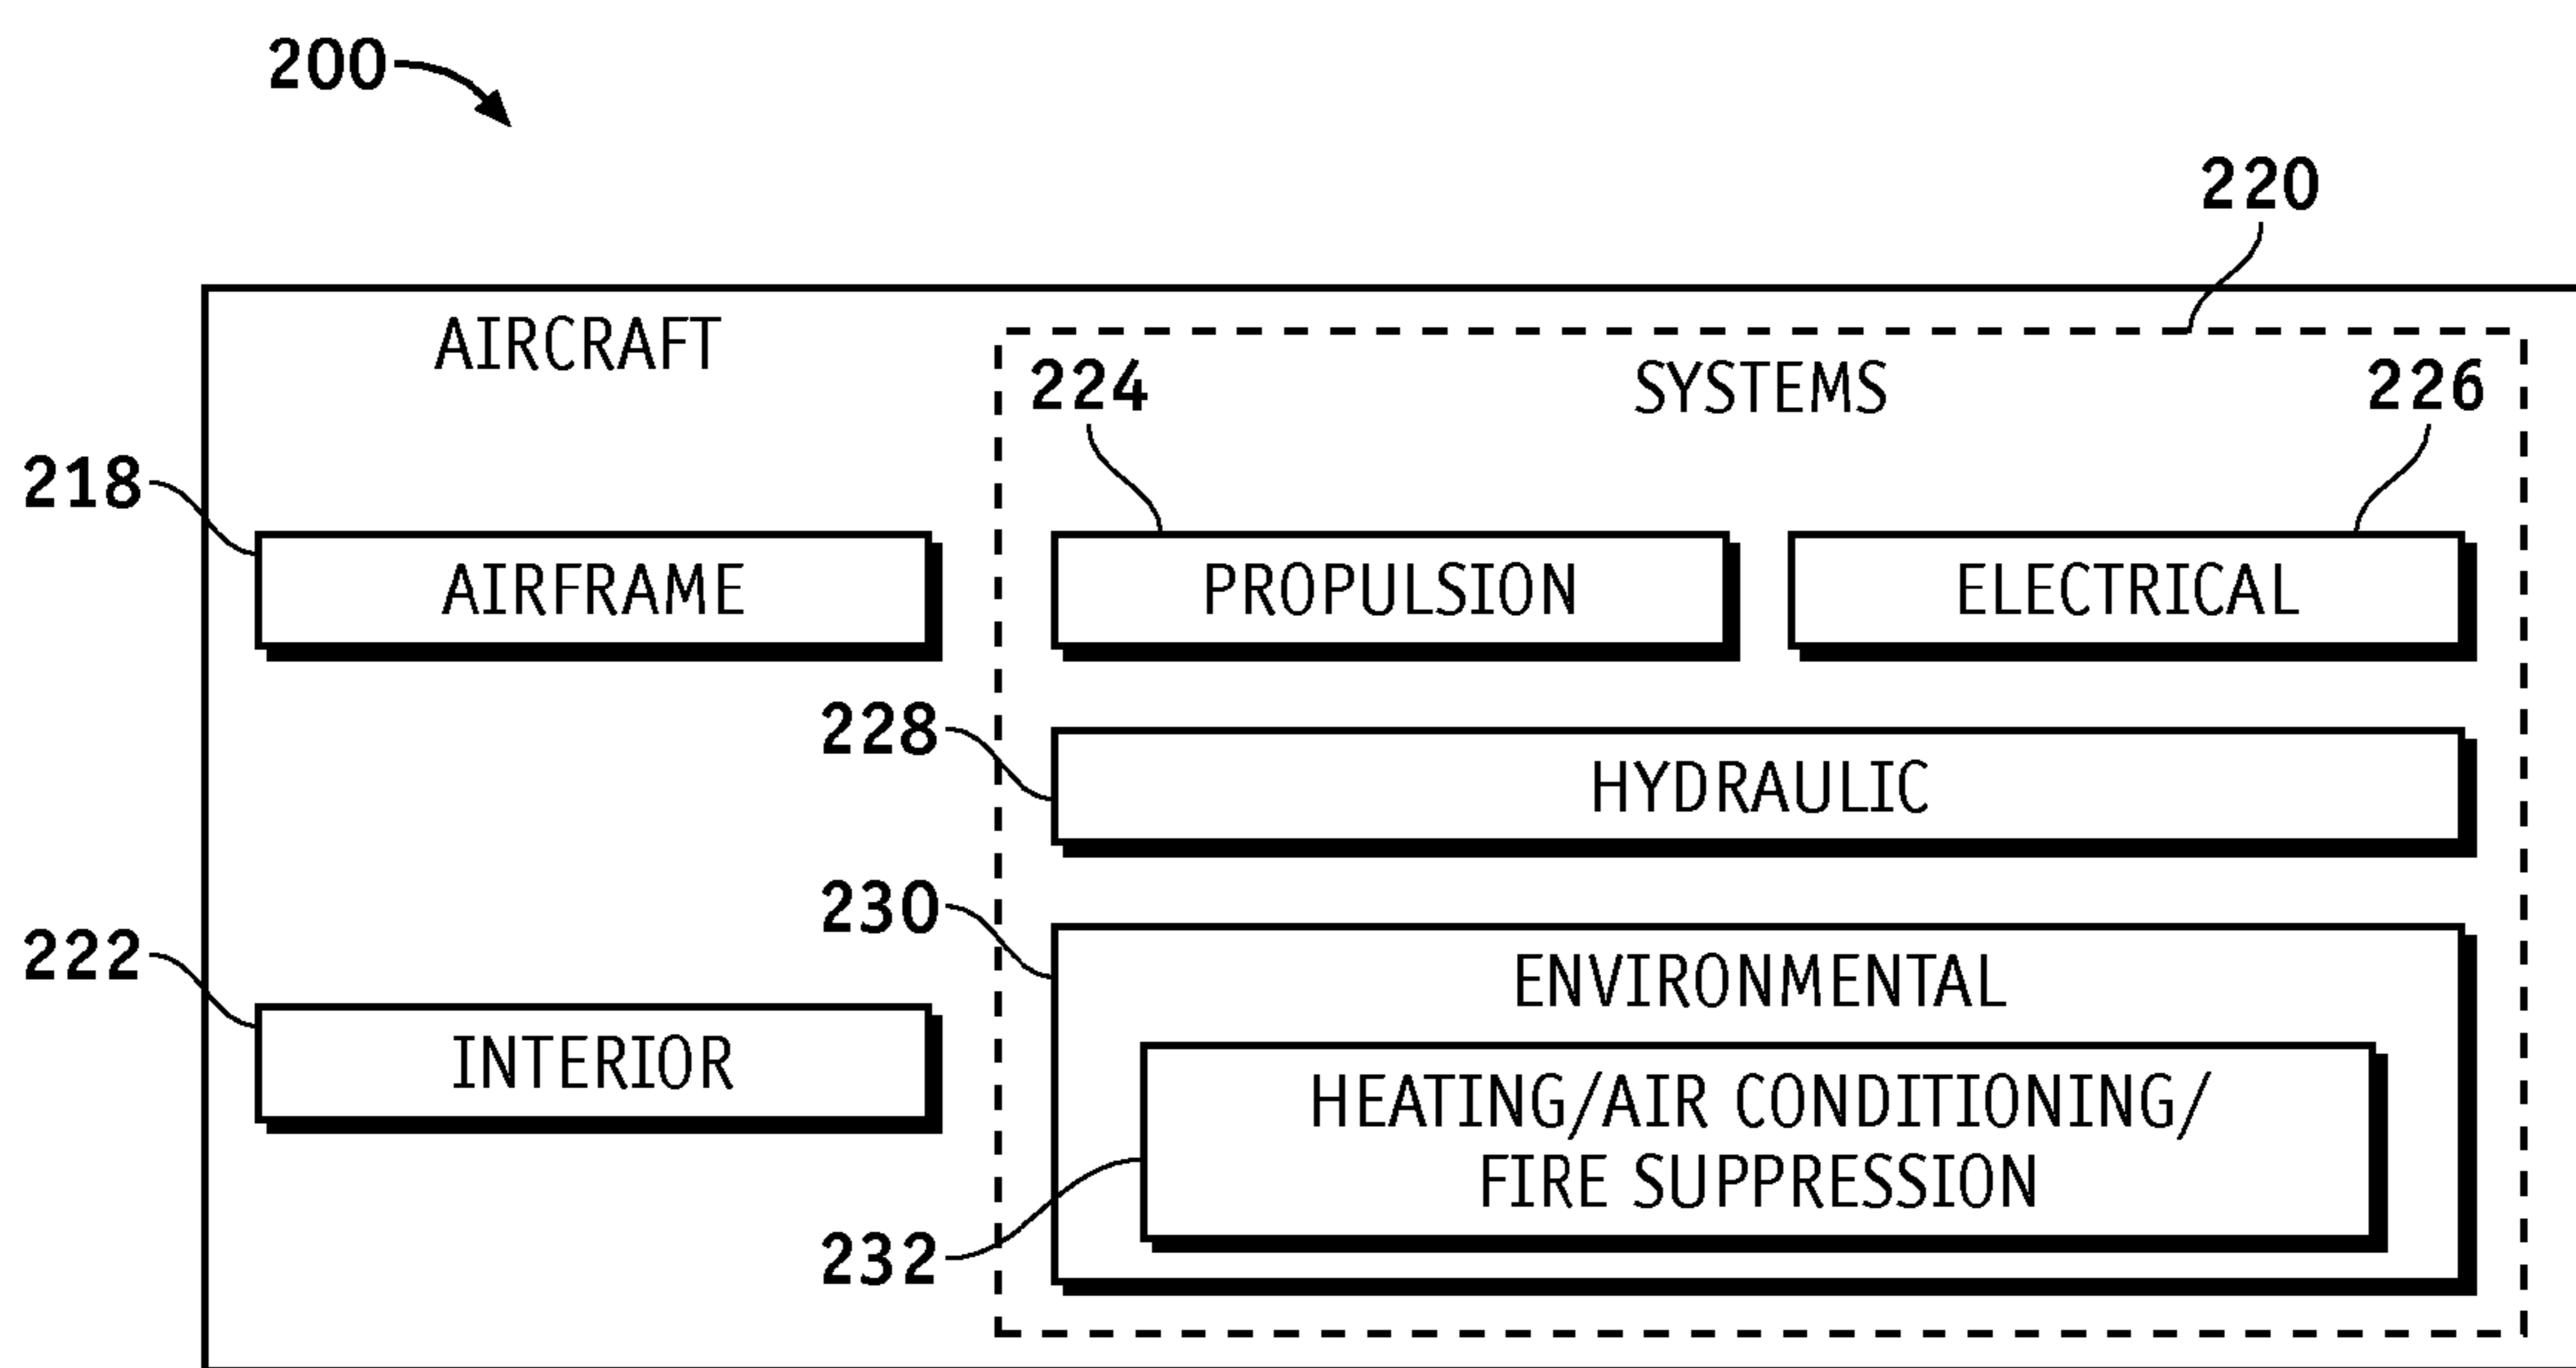 200
220
AIRCRAFT
SYSTEMS
224
226
218
AIRFRAME
PROPULSION
ELECTRICAL
228
HYDRAULIC
230
222
ENVIRONMENTAL
INTERIOR
HEATING/AIR CONDITIONING/
FIRE SUPPRESSION
232